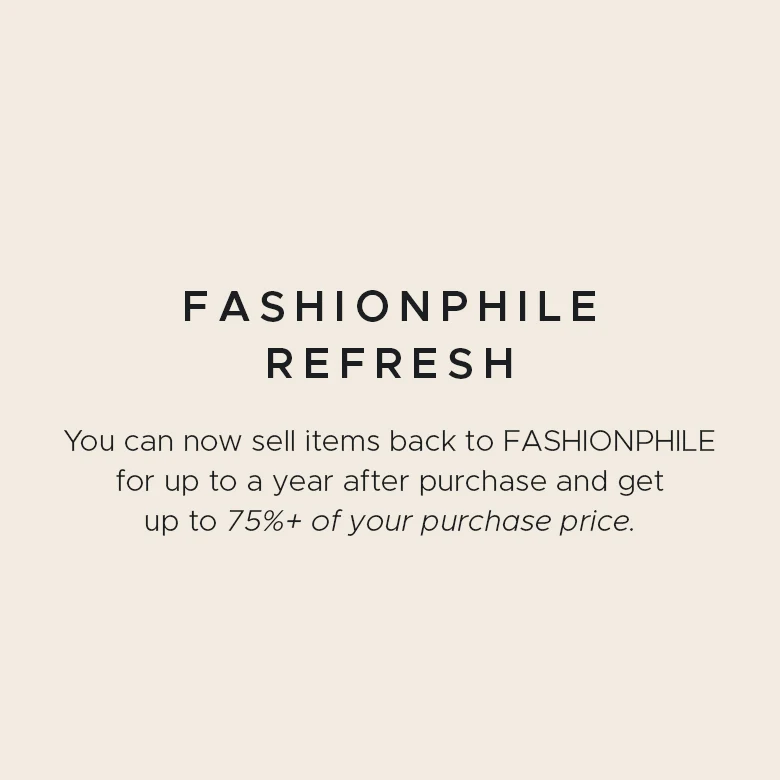 FASHIONPHILE
REFRESH
You can now sell items back to FASHIONPHILE
for up to a year after purchase and get
up to 75%+ of your purchase price.